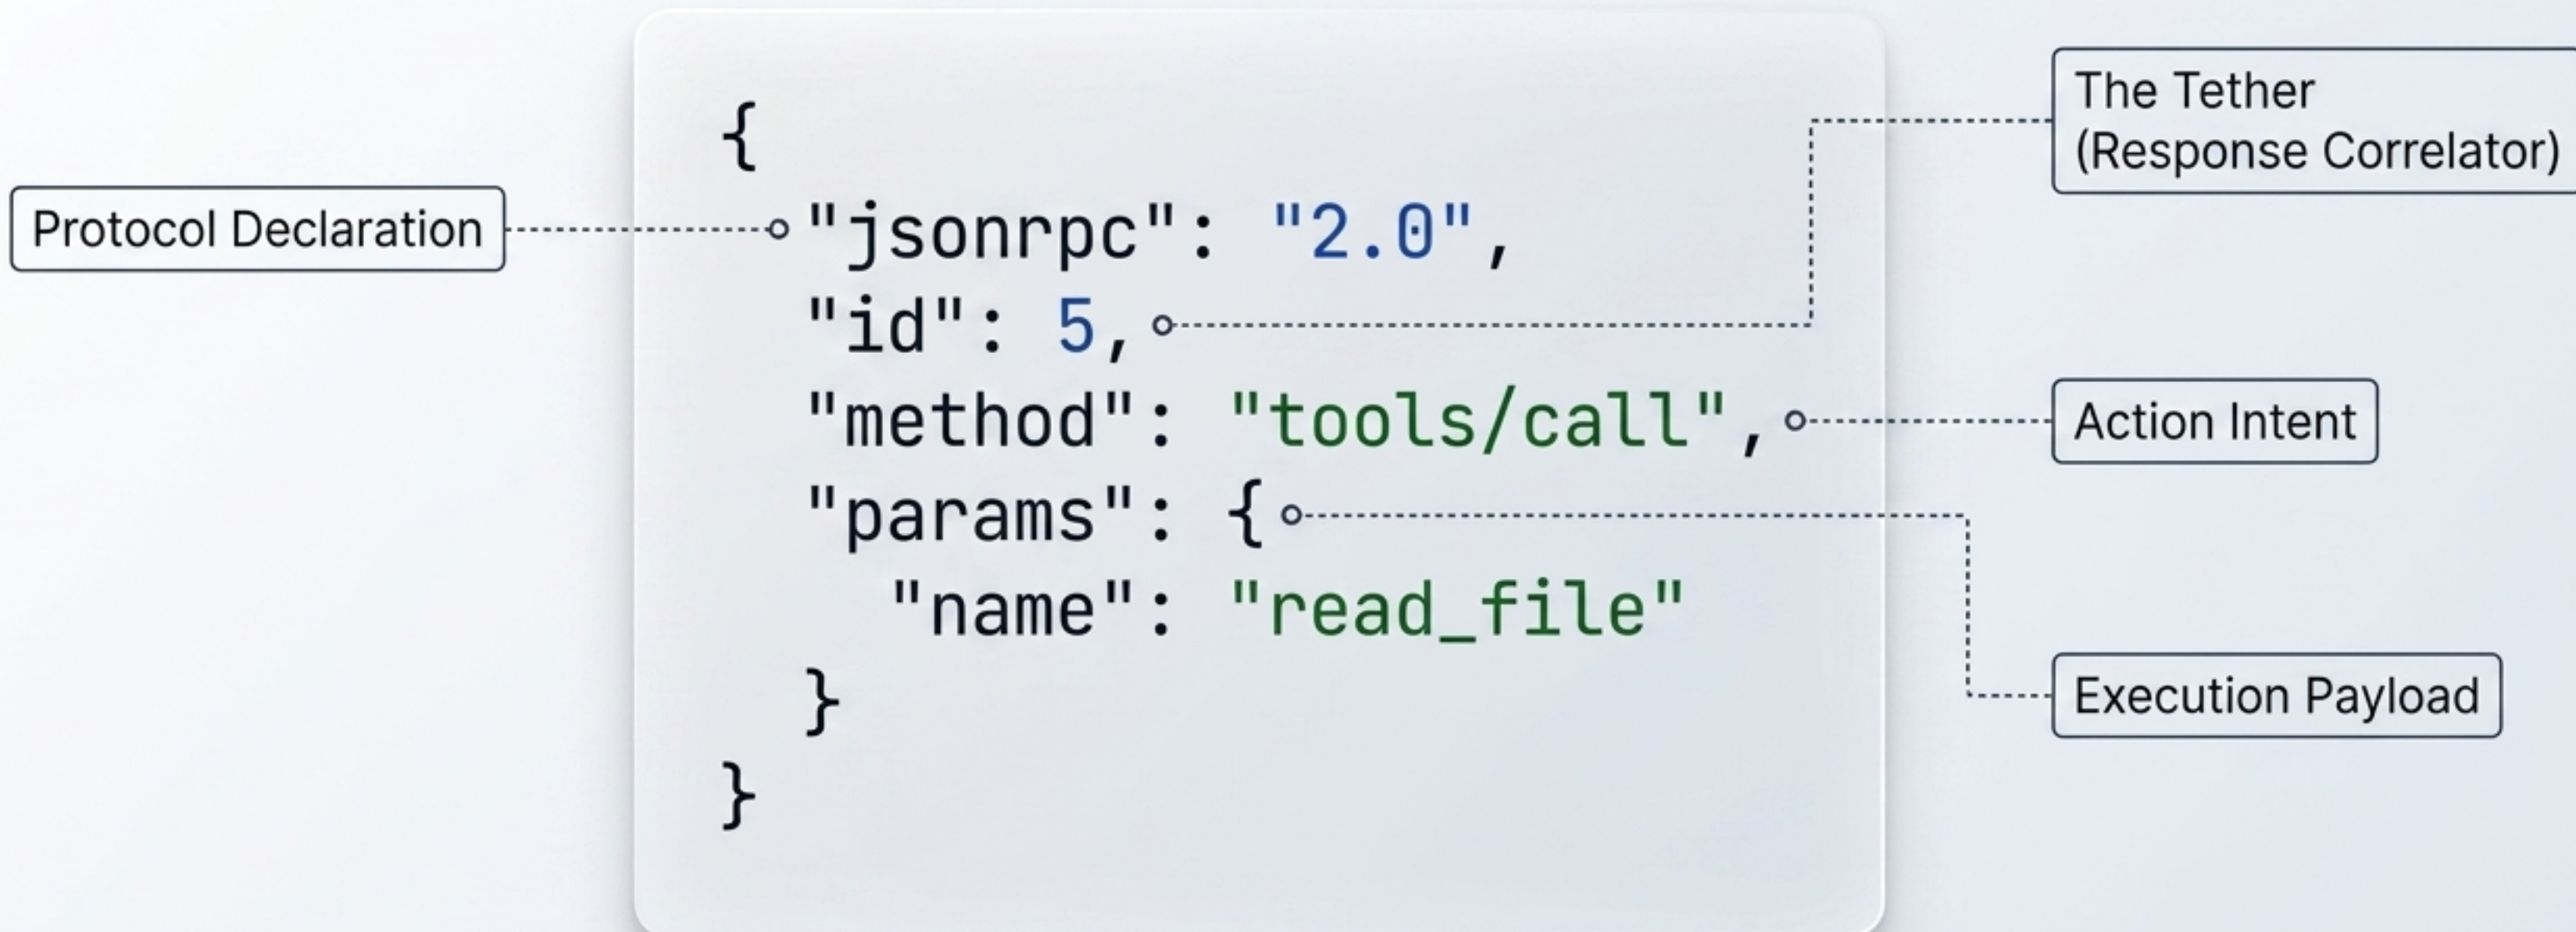 {
Protocol Declaration
"jsonrpc": "2.0",
"id": 5,
The Tether
(Response Correlator)
"method": "tools/call",
Action Intent
"params": {
"name": "read_file"
}
}
Execution Payload